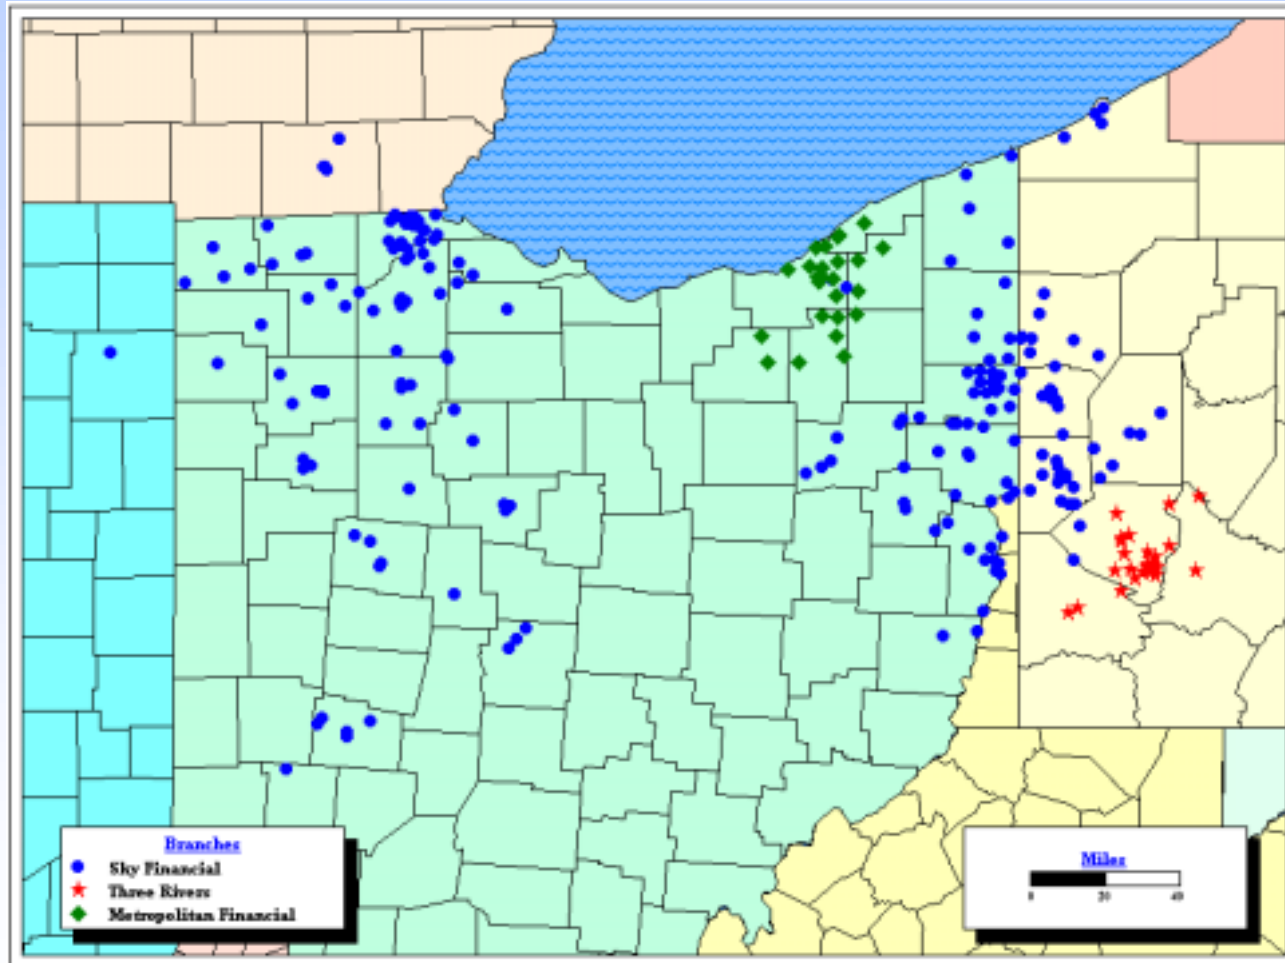 Branches
Sky Financial
Three Rivers
Metropolitan Financial
Miles
0 20 40